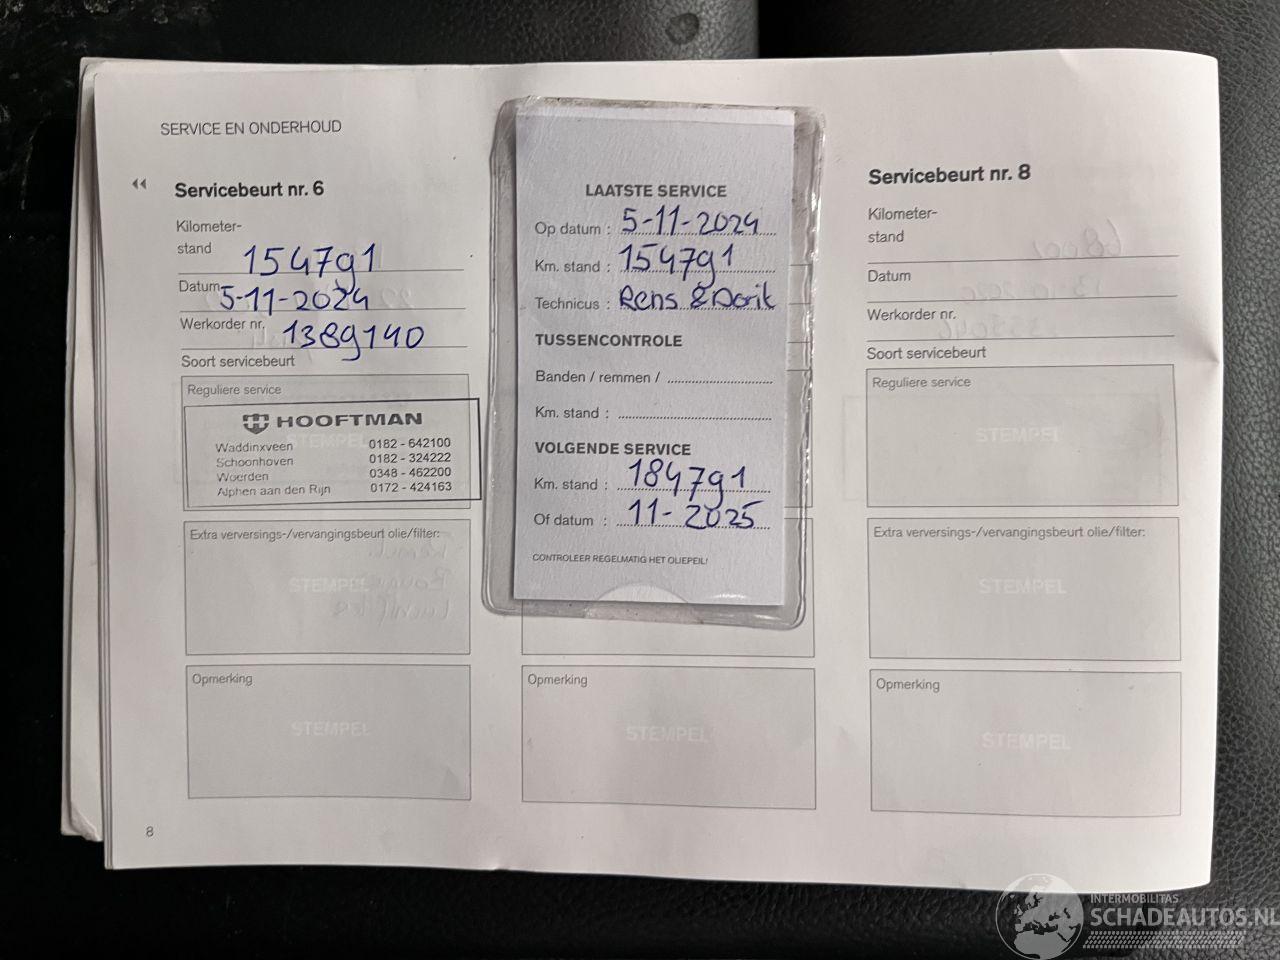 SERVICE EN ONDERHOUD
Servicebeurt nr. 6
Kilometer-
stand 154791
Datum 5-11-2024
Werkorder nr. 1389140
Soort servicebeurt
Reguliere service
HOOFTMAN
Waddinxveen 0182 - 642100
Schoonhoven 0182 - 324222
Woerden 0348 - 462200
Alphen aan den Rijn 0172 - 424163
STEMPEL
Extra verversings-/vervangingsbeurt olie/filter:
STEMPEL
Opmerking
STEMPEL
8
LAATSTE SERVICE
Op datum : 5-11-2024
Km. stand : 154791
Technicus : Rens & Dorit
TUSSENCONTROLE
Banden / remmen /
Km. stand :
VOLGENDE SERVICE
Km. stand : 184791
Of datum : 11-2025
CONTROLEER REGELMATIG HET OLIEPEIL!
Opmerking
STEMPEL
Servicebeurt nr. 8
Kilometer-
stand
Datum
Werkorder nr.
Soort servicebeurt
Reguliere service
STEMPEL
Extra verversings-/vervangingsbeurt olie/filter:
STEMPEL
Opmerking
STEMPEL
INTERMOBILITAS
SCHADEAUTOS.NL